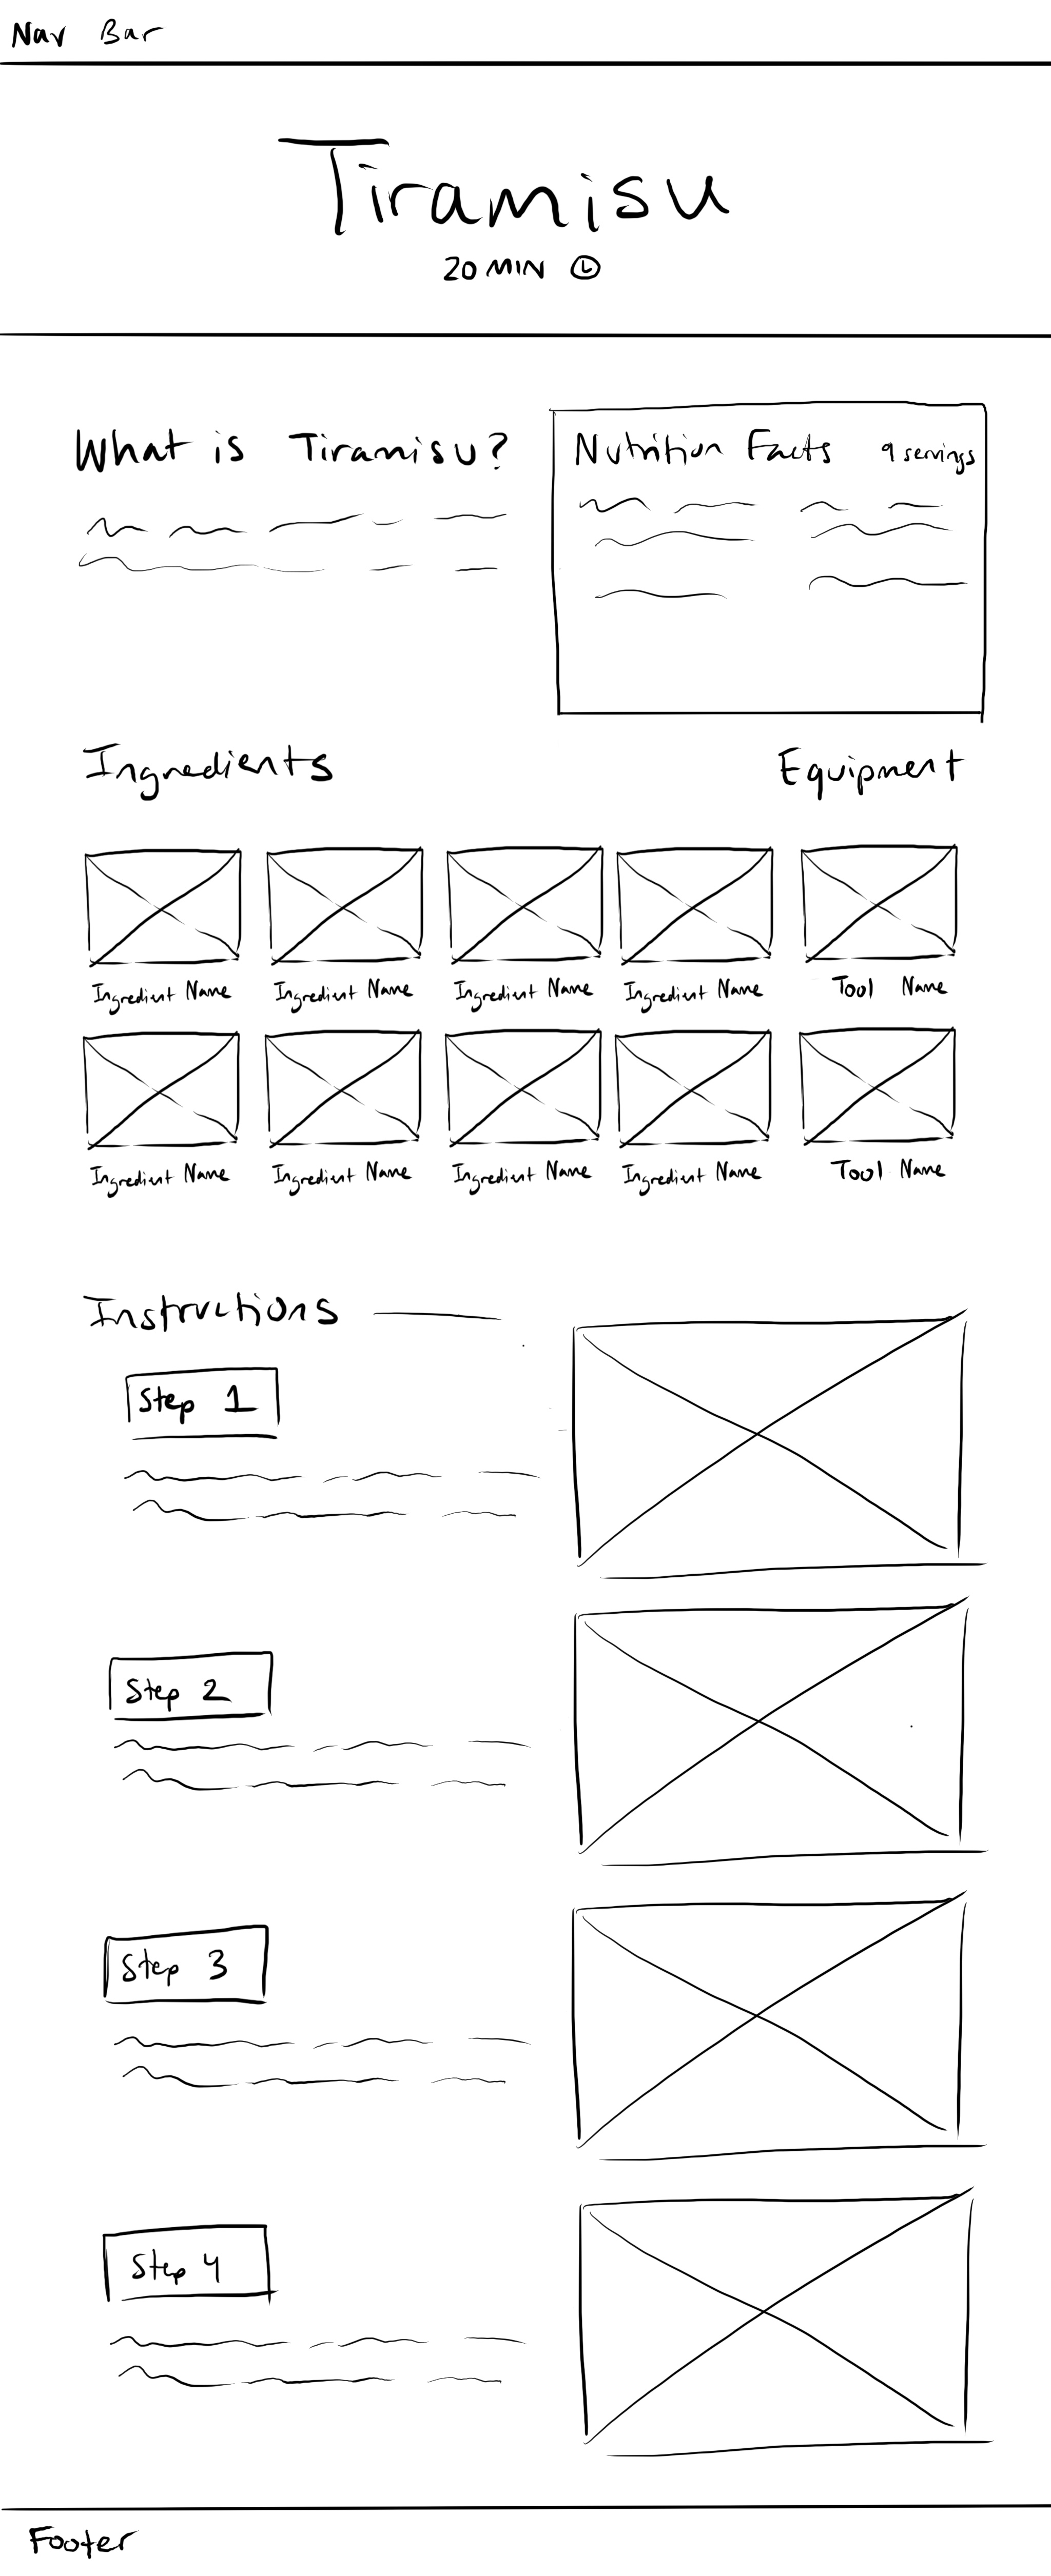 Nav Bar
Tiramisu
20 MIN
What is Tiramisu?
Nutrition Facts 9 servings
Ingredients
Equipment
Ingredient Name
Ingredient Name
Ingredient Name
Ingredient Name
Tool Name
Ingredient Name
Ingredient Name
Ingredient Name
Ingredient Name
Tool Name
Instructions
Step 1
Step 2
Step 3
Step 4
Footer